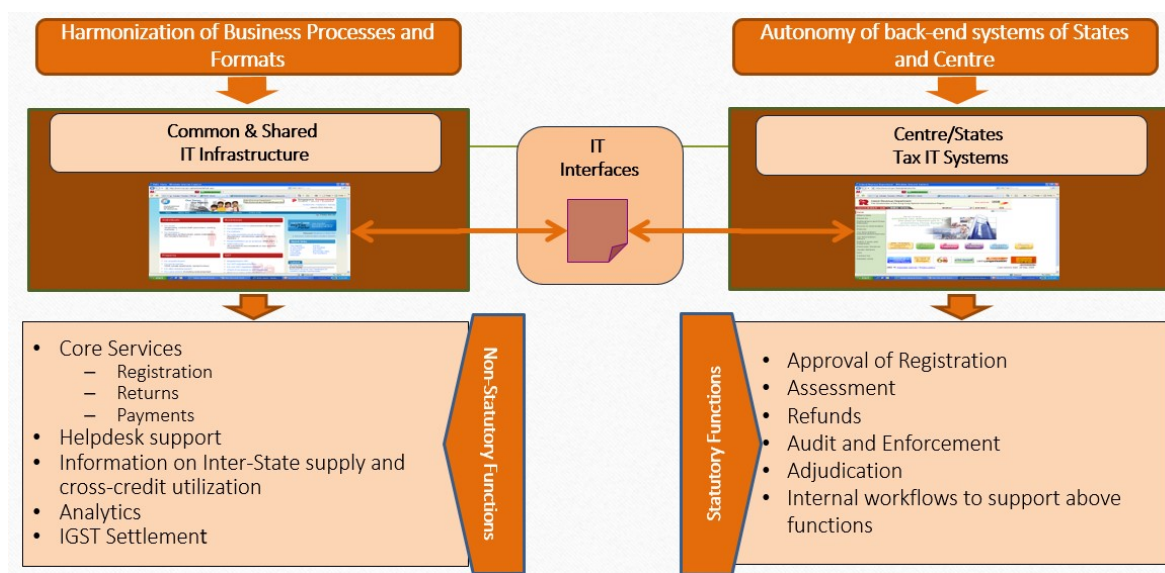 Harmonization of Business Processes and
Formats
Autonomy of back-end systems of States
and Centre
Common & Shared
IT Infrastructure
IT
Interfaces
Centre/States
Tax IT Systems
• Core Services
– Registration
– Returns
– Payments
• Helpdesk support
• Information on Inter-State supply and
cross-credit utilization
• Analytics
• IGST Settlement
Non-Statutory Functions
Statutory Functions
• Approval of Registration
• Assessment
• Refunds
• Audit and Enforcement
• Adjudication
• Internal workflows to support above
functions